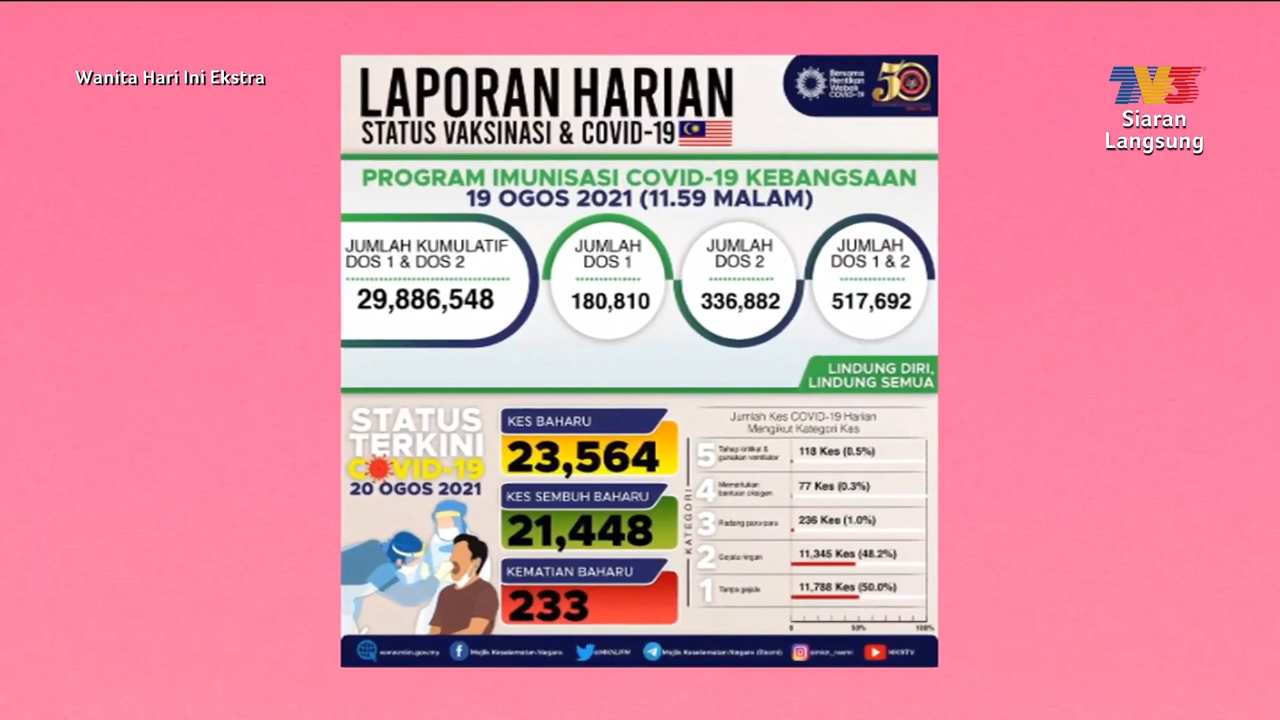 Wanita Hari Ini Ekstra
TV3
Siaran
Langsung
LAPORAN HARIAN
STATUS VAKSINASI & COVID-19
Bersama
Hentikan
Wabak
COVID-19
50
PROGRAM IMUNISASI COVID-19 KEBANGSAAN
19 OGOS 2021 (11.59 MALAM)
JUMLAH KUMULATIF
DOS 1 & DOS 2
29,886,548
JUMLAH
DOS 1
180,810
JUMLAH
DOS 2
336,882
JUMLAH
DOS 1 & 2
517,692
LINDUNG DIRI,
LINDUNG SEMUA
STATUS
TERKINI
COVID-19
20 OGOS 2021
KES BAHARU
23,564
KES SEMBUH BAHARU
21,448
KEMATIAN BAHARU
233
Jumlah Kes COVID-19 Harian
Mengikut Kategori Kes
KATEGORI
5 Tahap kritikal & 118 Kes (0.5%)
gunakan ventilator
4 Memerlukan 77 Kes (0.3%)
bantuan oksigen
3 Radang paru-paru 236 Kes (1.0%)
2 Gejala ringan 11,345 Kes (48.2%)
1 Tanpa gejala 11,788 Kes (50.0%)
0 50% 100%
www.mkn.gov.my Majlis Keselamatan Negara @MKNJPM Majlis Keselamatan Negara (Rasmi) @mkn_rasmi MKNTV